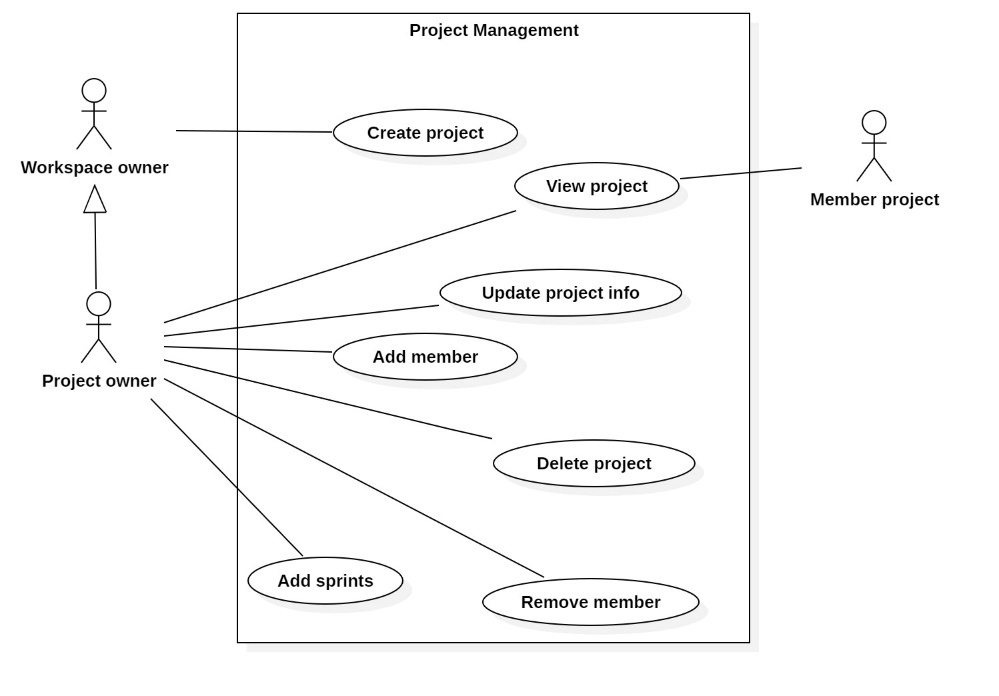 Project Management
Workspace owner
Create project
View project
Member project
Update project info
Add member
Project owner
Delete project
Add sprints
Remove member